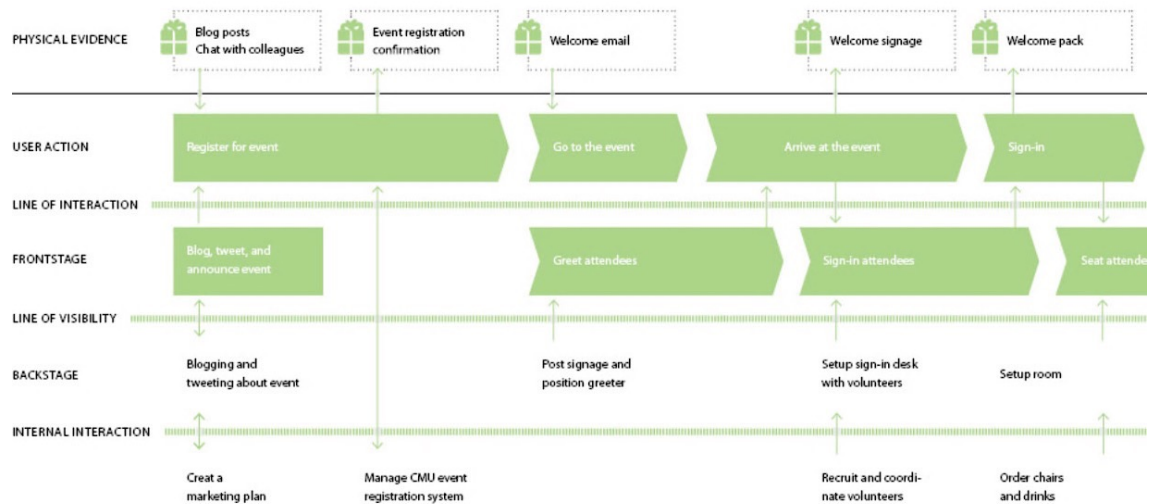 PHYSICAL EVIDENCE
Blog posts
Chat with colleagues
Event registration
confirmation
Welcome email
Welcome signage
Welcome pack
USER ACTION
Register for event
Go to the event
Arrive at the event
Sign-in
LINE OF INTERACTION
FRONTSTAGE
Blog, tweet, and
announce event
Greet attendees
Sign-in attendees
Seat attende
LINE OF VISIBILITY
BACKSTAGE
Blogging and
tweeting about event
Post signage and
position greeter
Setup sign-in desk
with volunteers
Setup room
INTERNAL INTERACTION
Creat a
marketing plan
Manage CMU event
registration system
Recruit and coordi-
nate volunteers
Order chairs
and drinks